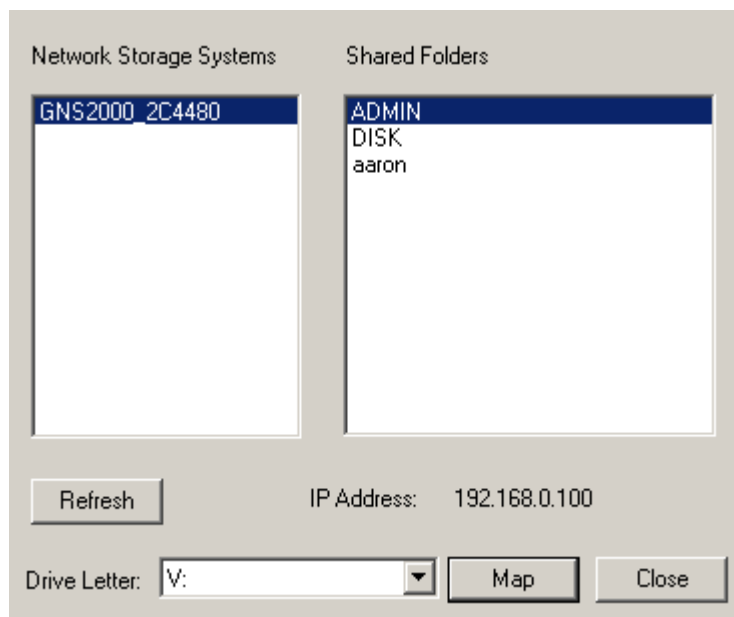 Network Storage Systems
Shared Folders
GNS2000_2C4480
ADMIN
DISK
aaron
Refresh
IP Address: 192.168.0.100
Drive Letter: V:
Map
Close